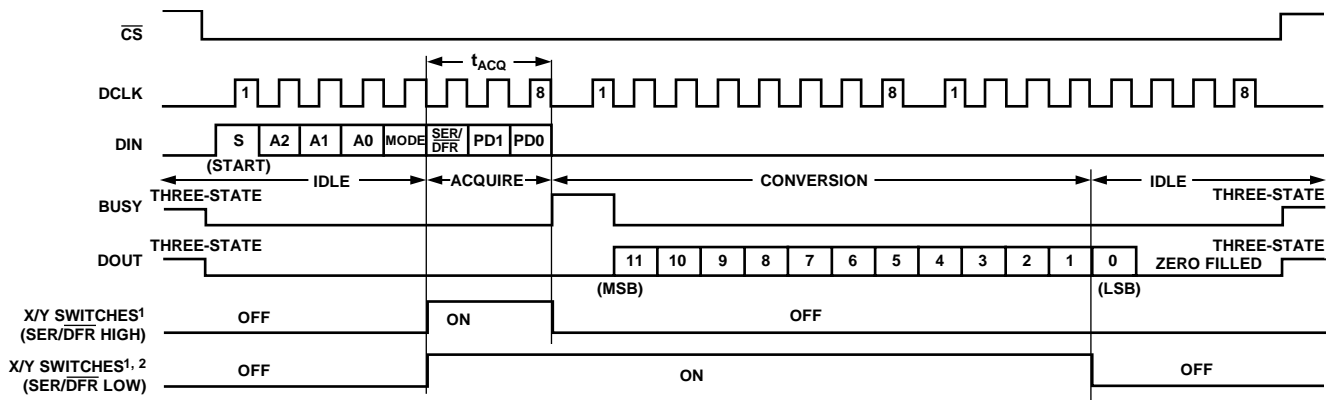 CS
tACQ
DCLK 1 8 1 8 1 8
DIN S A2 A1 A0 MODE SER/DFR PD1 PD0
(START)
IDLE ACQUIRE CONVERSION IDLE
THREE-STATE THREE-STATE
BUSY
THREE-STATE THREE-STATE
DOUT 11 10 9 8 7 6 5 4 3 2 1 0 ZERO FILLED
(MSB) (LSB)
X/Y SWITCHES1 OFF ON OFF
(SER/DFR HIGH)
X/Y SWITCHES1, 2 OFF ON OFF
(SER/DFR LOW)